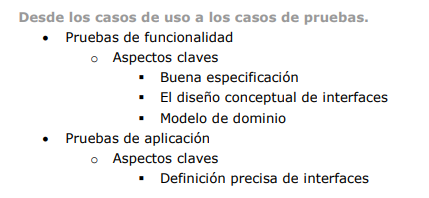 Desde los casos de uso a los casos de pruebas.
• Pruebas de funcionalidad
o Aspectos claves
▪ Buena especificación
▪ El diseño conceptual de interfaces
▪ Modelo de dominio
• Pruebas de aplicación
o Aspectos claves
▪ Definición precisa de interfaces